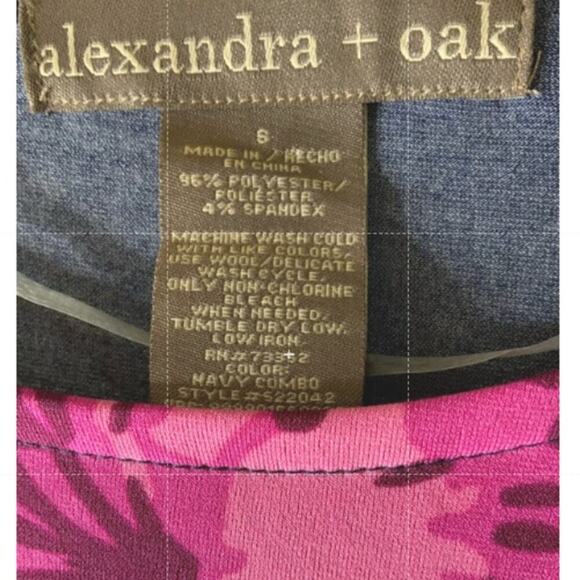 alexandra + oak
S
MADE IN / HECHO
EN CHINA
96% POLYESTER/
POLIÉSTER
4% SPANDEX
MACHINE WASH COLD
WITH LIKE COLORS,
USE WOOL/DELICATE
WASH CYCLE.
ONLY NON-CHLORINE
BLEACH
WHEN NEEDED.
TUMBLE DRY LOW.
LOW IRON.
COLOR:
NAVY COMBO
STYLE#S22042